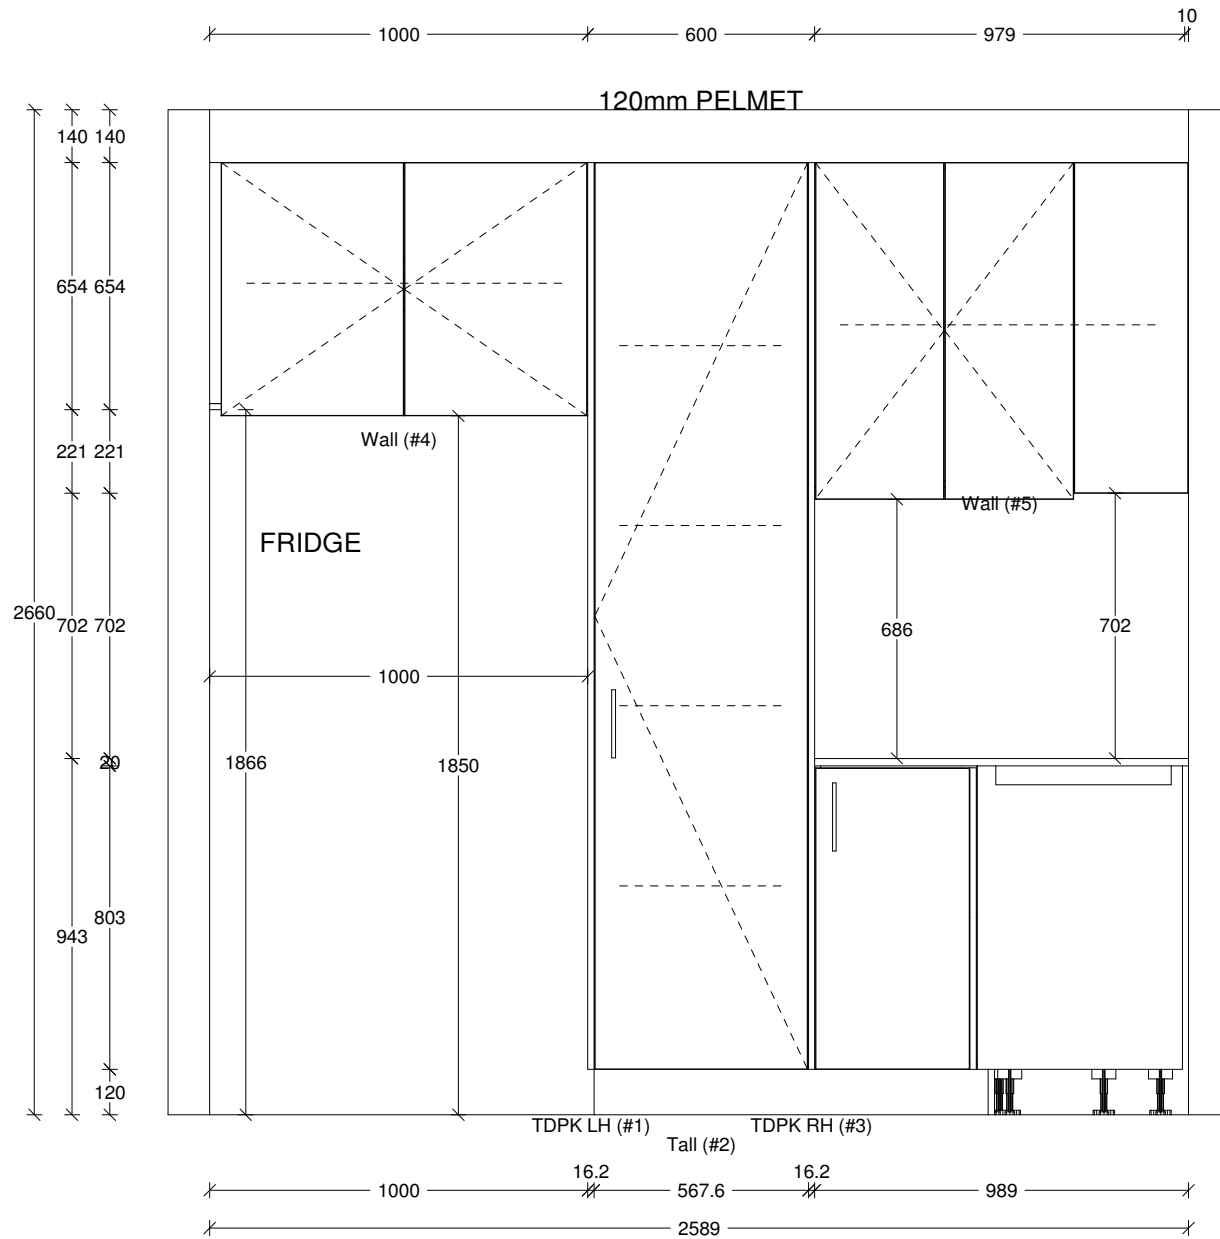 10
1000 600 979
120mm PELMET
140 140
654 654
Wall (#4)
221 221
Wall (#5)
FRIDGE
2660 702 702
686 702
1000
1866 1850
20
803
943
120
TDPK LH (#1) TDPK RH (#3)
Tall (#2)
16.2 16.2
1000 567.6 989
2589